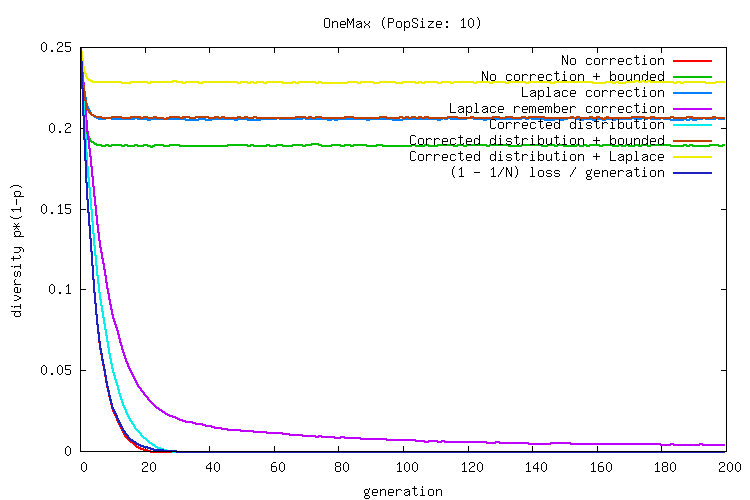 OneMax (PopSize: 10)
0.25
0.2
0.15
0.1
0.05
0
diversity p*(1-p)
No correction
No correction + bounded
Laplace correction
Laplace remember correction
Corrected distribution
Corrected distribution + bounded
Corrected distribution + Laplace
(1 - 1/N) loss / generation
0 20 40 60 80 100 120 140 160 180 200
generation